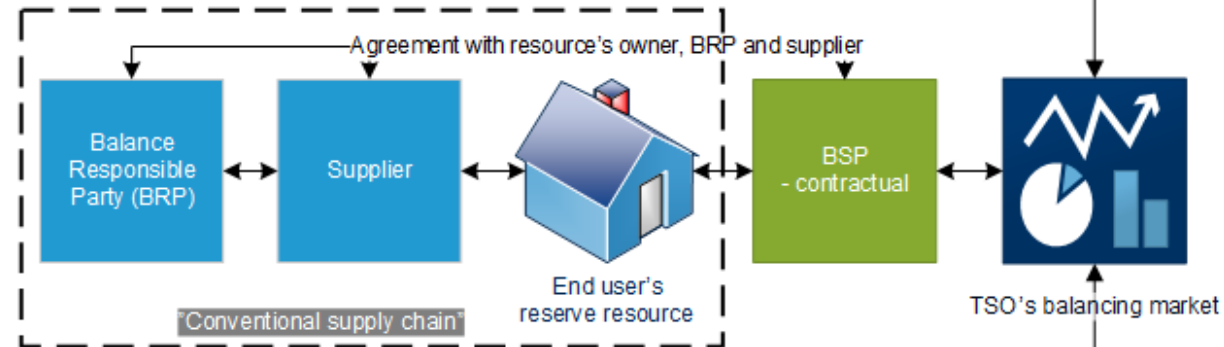 Agreement with resource's owner, BRP and supplier
Balance
Responsible
Party (BRP)
Supplier
BSP
- contractual
End user's
reserve resource
TSO's balancing market
"Conventional supply chain"